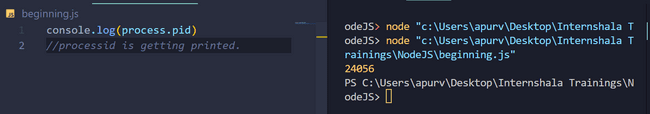 beginning.js
1 console.log(process.pid)
2 //processid is getting printed.
odeJS> node "c:\Users\apurv\Desktop\Internshala T
odeJS> node "c:\Users\apurv\Desktop\Internshala T
rainings\NodeJS\beginning.js"
24056
PS C:\Users\apurv\Desktop\Internshala Trainings\N
odeJS>